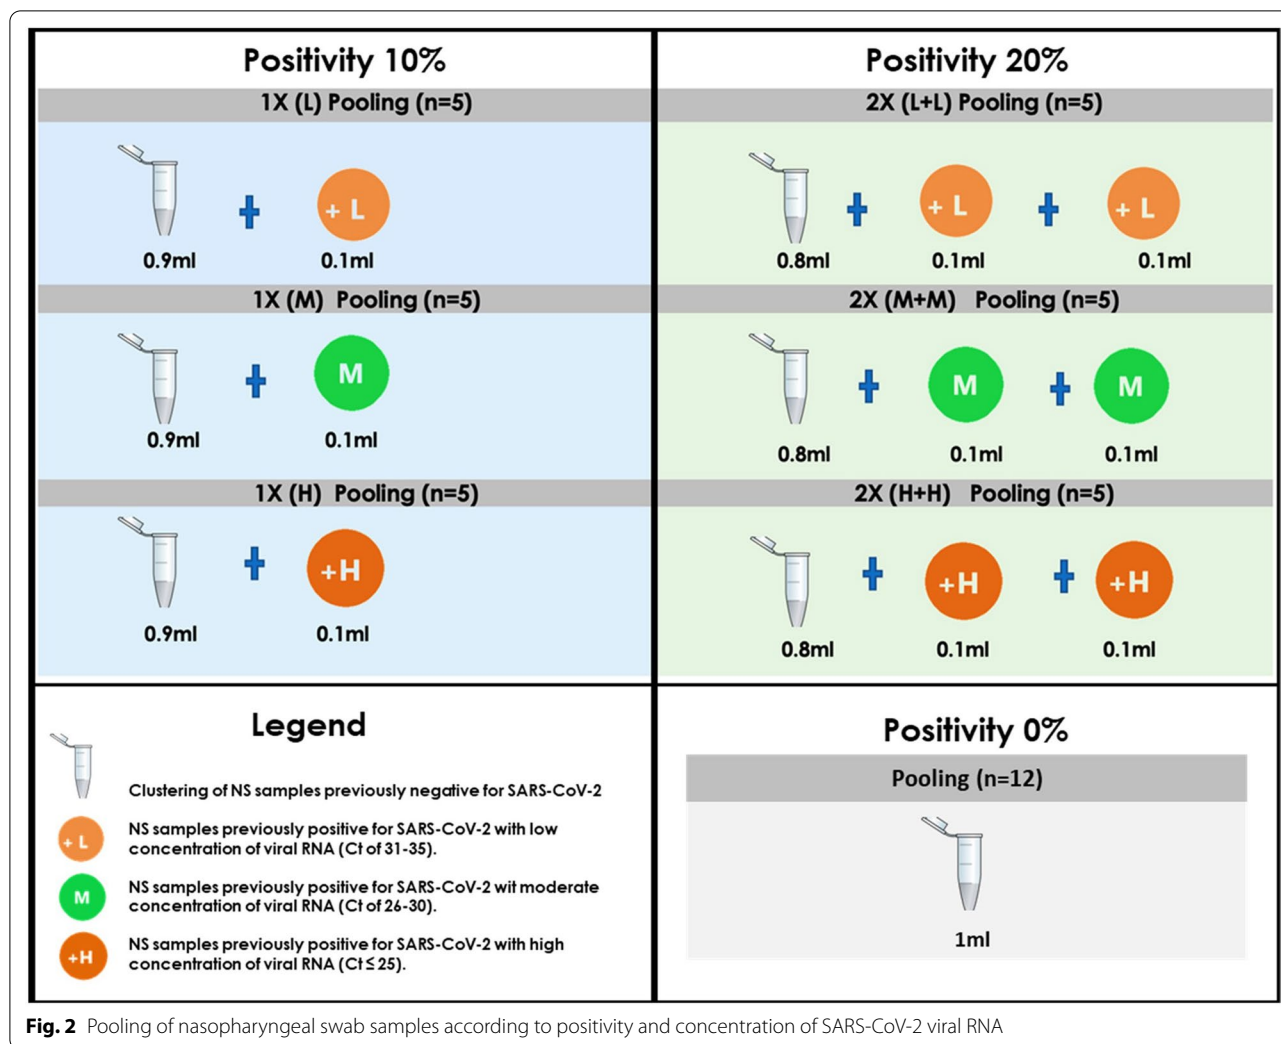 Positivity 10%
1X (L) Pooling (n=5)
+ L
0.9ml 0.1ml
1X (M) Pooling (n=5)
M
0.9ml 0.1ml
1X (H) Pooling (n=5)
+H
0.9ml 0.1ml
Positivity 20%
2X (L+L) Pooling (n=5)
+ L + L
0.8ml 0.1ml 0.1ml
2X (M+M) Pooling (n=5)
M M
0.8ml 0.1ml 0.1ml
2X (H+H) Pooling (n=5)
+H +H
0.8ml 0.1ml 0.1ml
Legend
Clustering of NS samples previously negative for SARS-CoV-2
+ L
NS samples previously positive for SARS-CoV-2 with low
concentration of viral RNA (Ct of 31-35).
M
NS samples previously positive for SARS-CoV-2 wit moderate
concentration of viral RNA (Ct of 26-30).
+H
NS samples previously positive for SARS-CoV-2 with high
concentration of viral RNA (Ct ≤ 25).
Positivity 0%
Pooling (n=12)
1ml
Fig. 2 Pooling of nasopharyngeal swab samples according to positivity and concentration of SARS-CoV-2 viral RNA